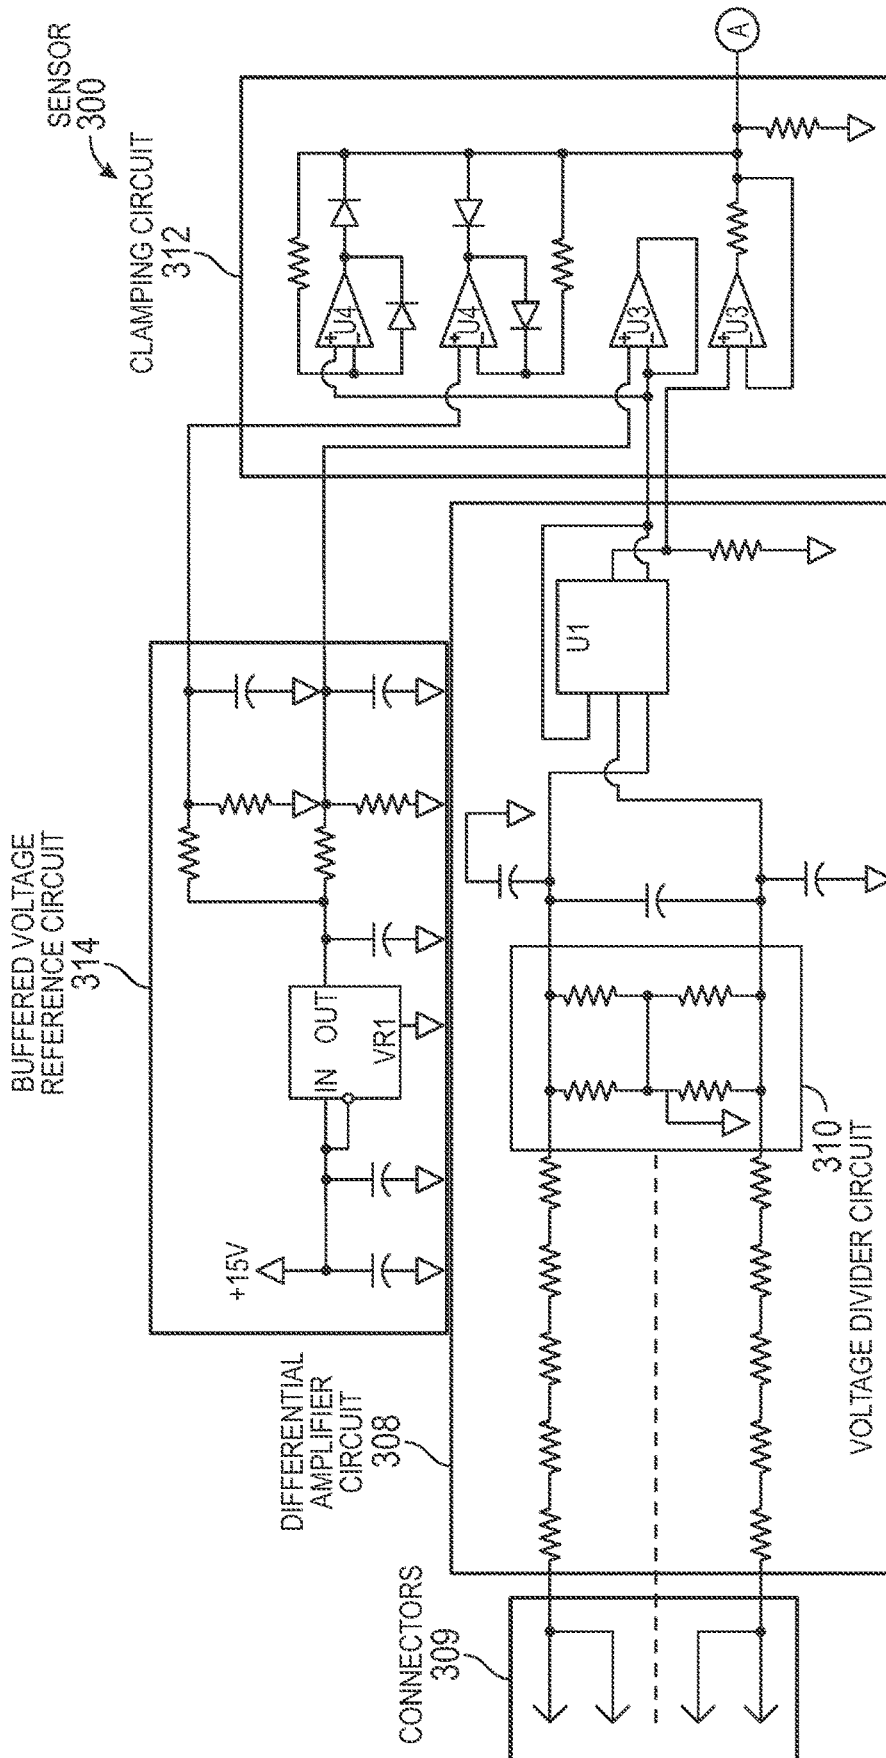 SENSOR
300
CLAMPING CIRCUIT
312
BUFFERED VOLTAGE
REFERENCE CIRCUIT
314
DIFFERENTIAL
AMPLIFIER
CIRCUIT
308
CONNECTORS
309
+15V
IN OUT
VR1
+
U4
-
+
U4
-
+
U3
-
+
U3
-
U1
A
310
VOLTAGE DIVIDER CIRCUIT